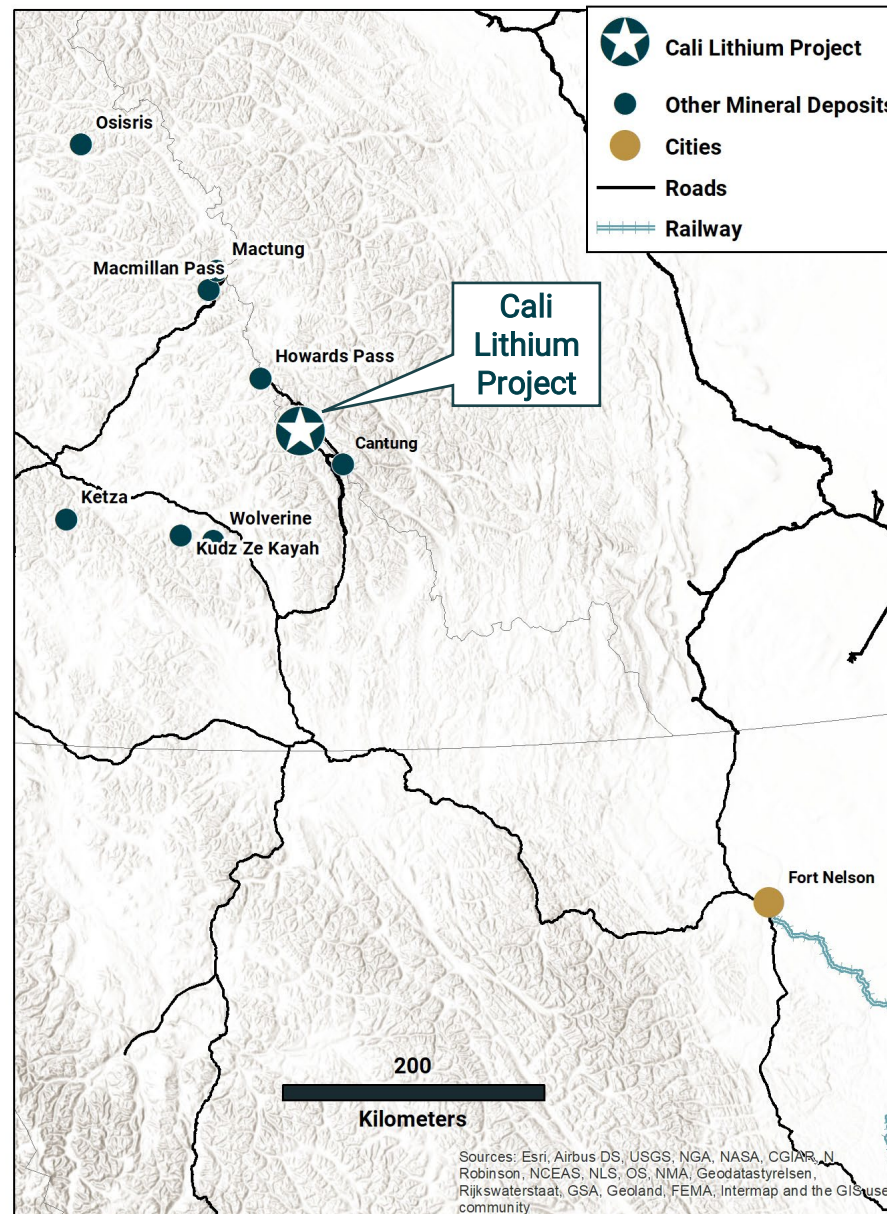 Cali Lithium Project
Other Mineral Deposits
Cities
Roads
Railway
Osisris
Mactung
Macmillan Pass
Cali
Lithium
Project
Howards Pass
Cantung
Ketza
Wolverine
Kudz Ze Kayah
Fort Nelson
200
Kilometers
Sources: Esri, Airbus DS, USGS, NGA, NASA, CGIAR, N
Robinson, NCEAS, NLS, OS, NMA, Geodatastyrelsen,
Rijkswaterstaat, GSA, Geoland, FEMA, Intermap and the GIS use
community